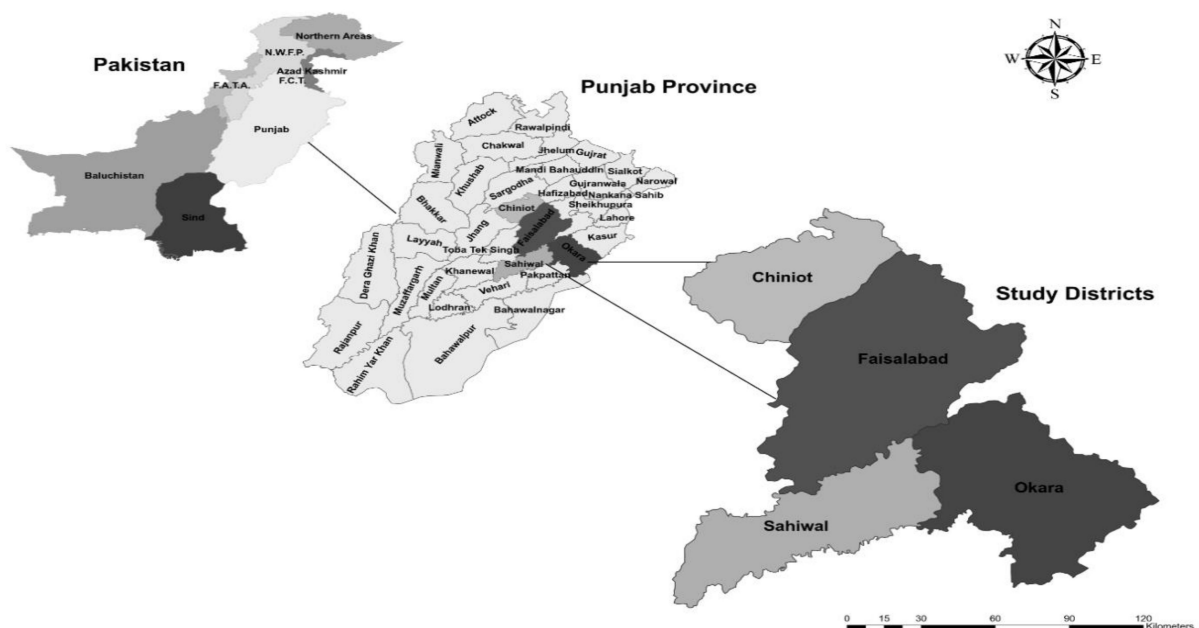 Pakistan
Northern Areas
N.W.F.P.
Azad Kashmir
F.C.T.
F.A.T.A.
Punjab
Baluchistan
Sind
Punjab Province
Attock
Rawalpindi
Chakwal
Jhelum
Gujrat
Mianwali
Khushab
Mandi Bahauddin
Sialkot
Narowal
Sargodha
Gujranwala
Hafizabad
Nankana Sahib
Bhakkar
Chiniot
Sheikhupura
Faisalabad
Lahore
Jhang
Kasur
Layyah
Toba Tek Singh
Okara
Sahiwal
Dera Ghazi Khan
Muzaffargarh
Khanewal
Pakpattan
Multan
Vehari
Lodhran
Bahawalnagar
Rajanpur
Bahawalpur
Rahim Yar Khan
N
W
E
S
Study Districts
Chiniot
Faisalabad
Okara
Sahiwal
0 15 30 60 90 120
Kilometers